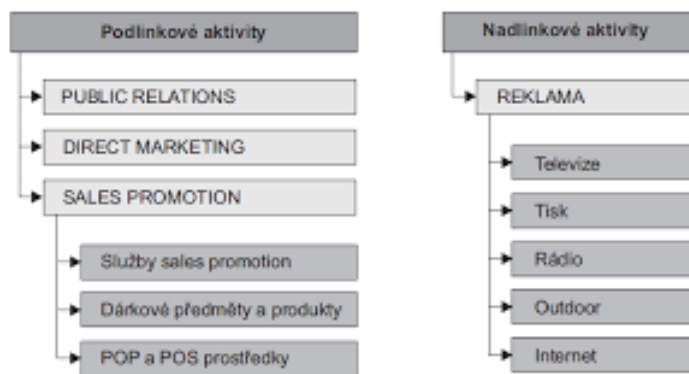 Podlinkové aktivity
PUBLIC RELATIONS
DIRECT MARKETING
SALES PROMOTION
Služby sales promotion
Dárkové předměty a produkty
POP a POS prostředky
Nadlinkové aktivity
REKLAMA
Televize
Tisk
Rádio
Outdoor
Internet